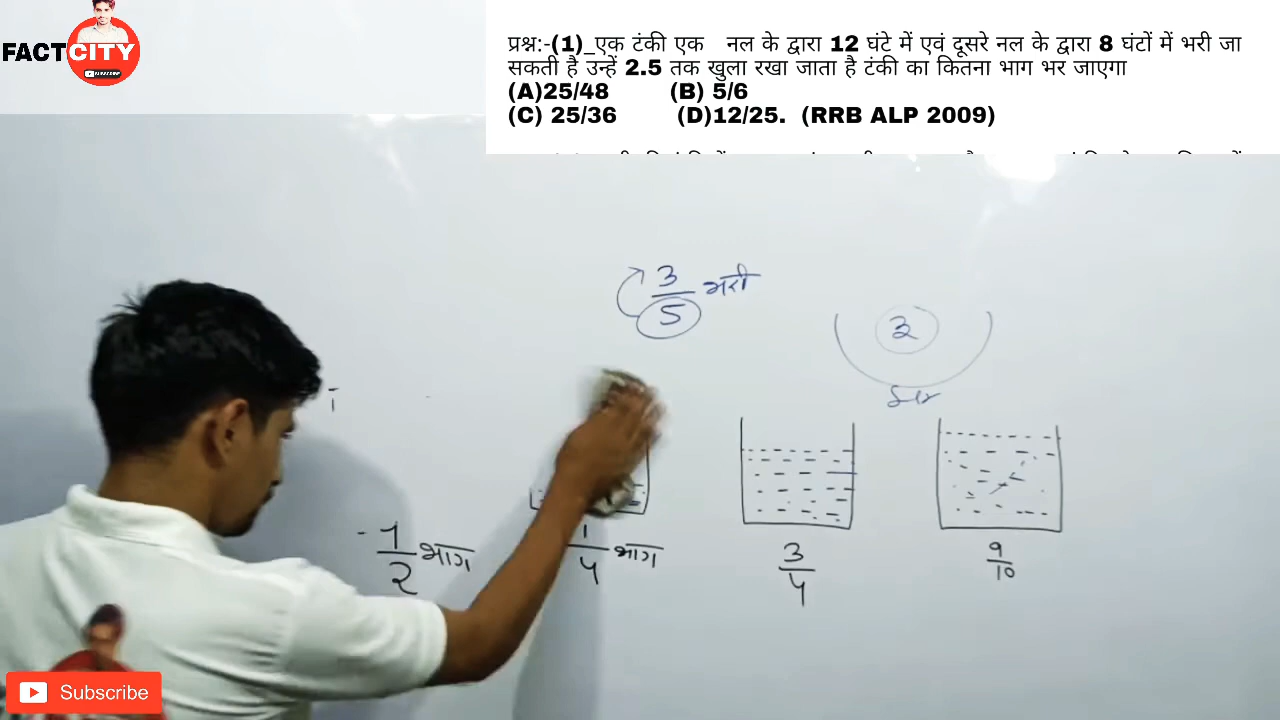 FACTCITY
SUBSCRIBE
प्रश्न:-(1)_एक टंकी एक नल के द्वारा 12 घंटे में एवं दूसरे नल के द्वारा 8 घंटों में भरी जा
सकती है उन्हें 2.5 तक खुला रखा जाता है टंकी का कितना भाग भर जाएगा
(A)25/48 (B) 5/6
(C) 25/36 (D)12/25. (RRB ALP 2009)
3
5
भरी
1
2
भाग
1
4
भाग
3
4
9
10
Subscribe